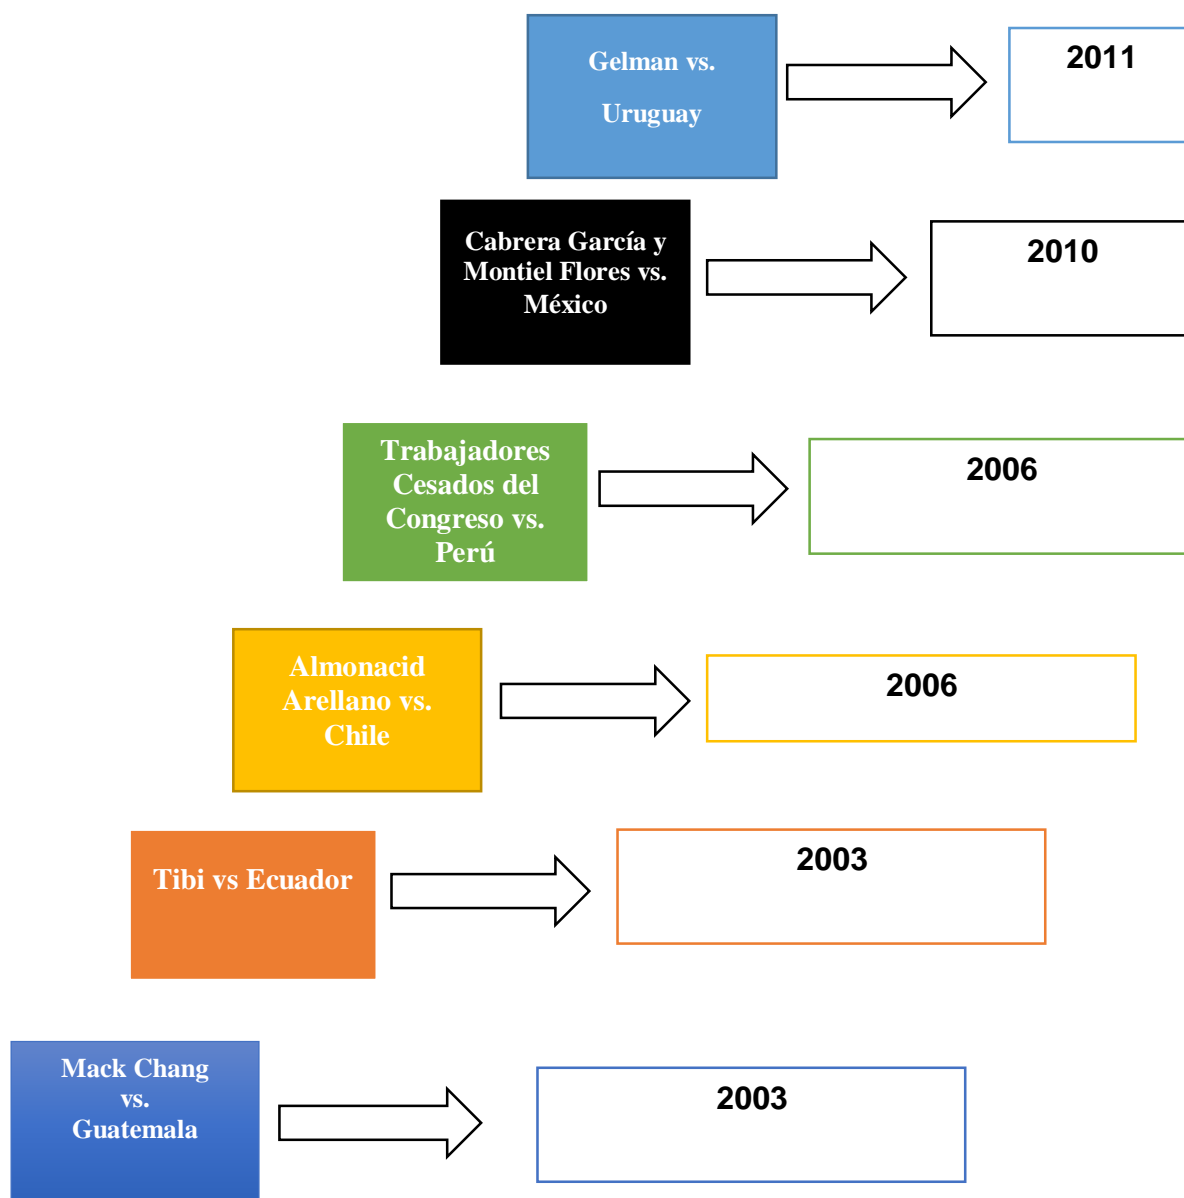 Gelman vs.
Uruguay
2011
Cabrera García y
Montiel Flores vs.
México
2010
Trabajadores
Cesados del
Congreso vs.
Perú
2006
Almonacid
Arellano vs.
Chile
2006
Tibi vs Ecuador
2003
Mack Chang
vs.
Guatemala
2003